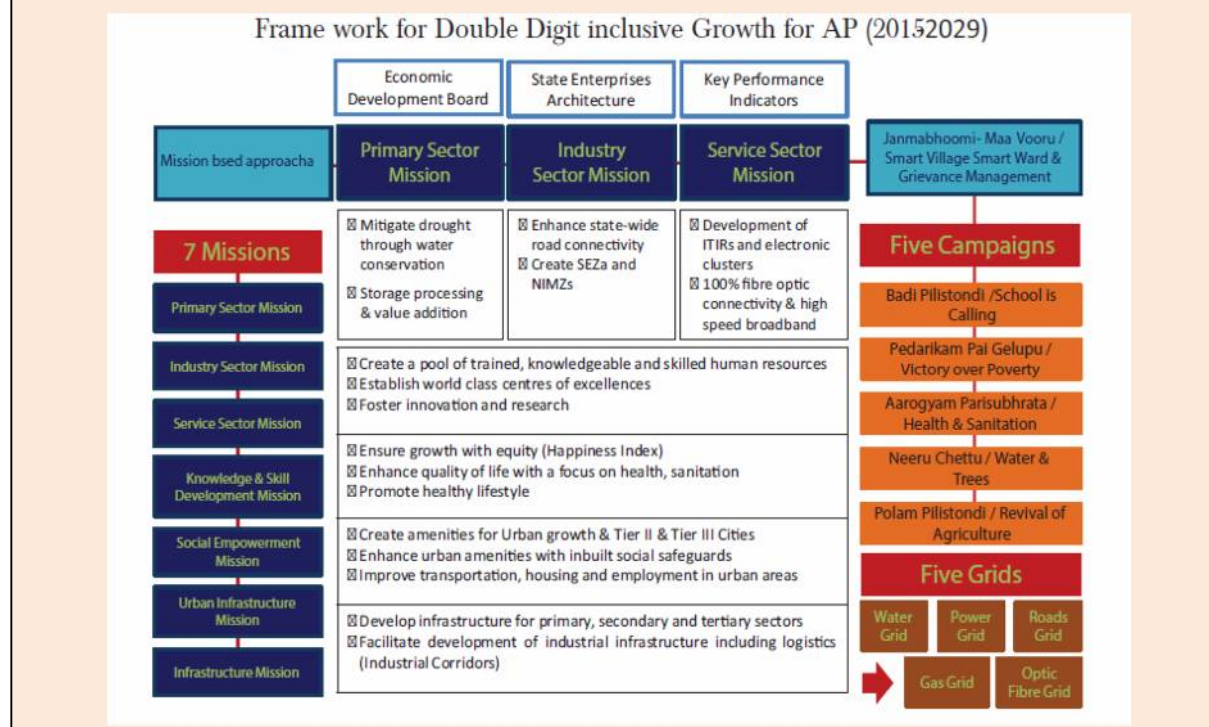 Frame work for Double Digit inclusive Growth for AP (20152029)
Economic
Development Board
State Enterprises
Architecture
Key Performance
Indicators
Mission bsed approacha
Primary Sector
Mission
Industry
Sector Mission
Service Sector
Mission
Janmabhoomi- Maa Vooru /
Smart Village Smart Ward &
Grievance Management
7 Missions
Primary Sector Mission
Industry Sector Mission
Service Sector Mission
Knowledge & Skill
Development Mission
Social Empowerment
Mission
Urban Infrastructure
Mission
Infrastructure Mission
Mitigate drought
through water
conservation
Storage processing
& value addition
Enhance state-wide
road connectivity
Create SEZa and
NIMZs
Development of
ITIRs and electronic
clusters
100% fibre optic
connectivity & high
speed broadband
Create a pool of trained, knowledgeable and skilled human resources
Establish world class centres of excellences
Foster innovation and research
Ensure growth with equity (Happiness Index)
Enhance quality of life with a focus on health, sanitation
Promote healthy lifestyle
Create amenities for Urban growth & Tier II & Tier III Cities
Enhance urban amenities with inbuilt social safeguards
Improve transportation, housing and employment in urban areas
Develop infrastructure for primary, secondary and tertiary sectors
Facilitate development of industrial infrastructure including logistics
(Industrial Corridors)
Five Campaigns
Badi Pilistondi /School is
Calling
Pedarikam Pai Gelupu /
Victory over Poverty
Aarogyam Parisubhrata /
Health & Sanitation
Neeru Chettu / Water &
Trees
Polam Pilistondi / Revival of
Agriculture
Five Grids
Water
Grid
Power
Grid
Roads
Grid
Gas Grid
Optic
Fibre Grid